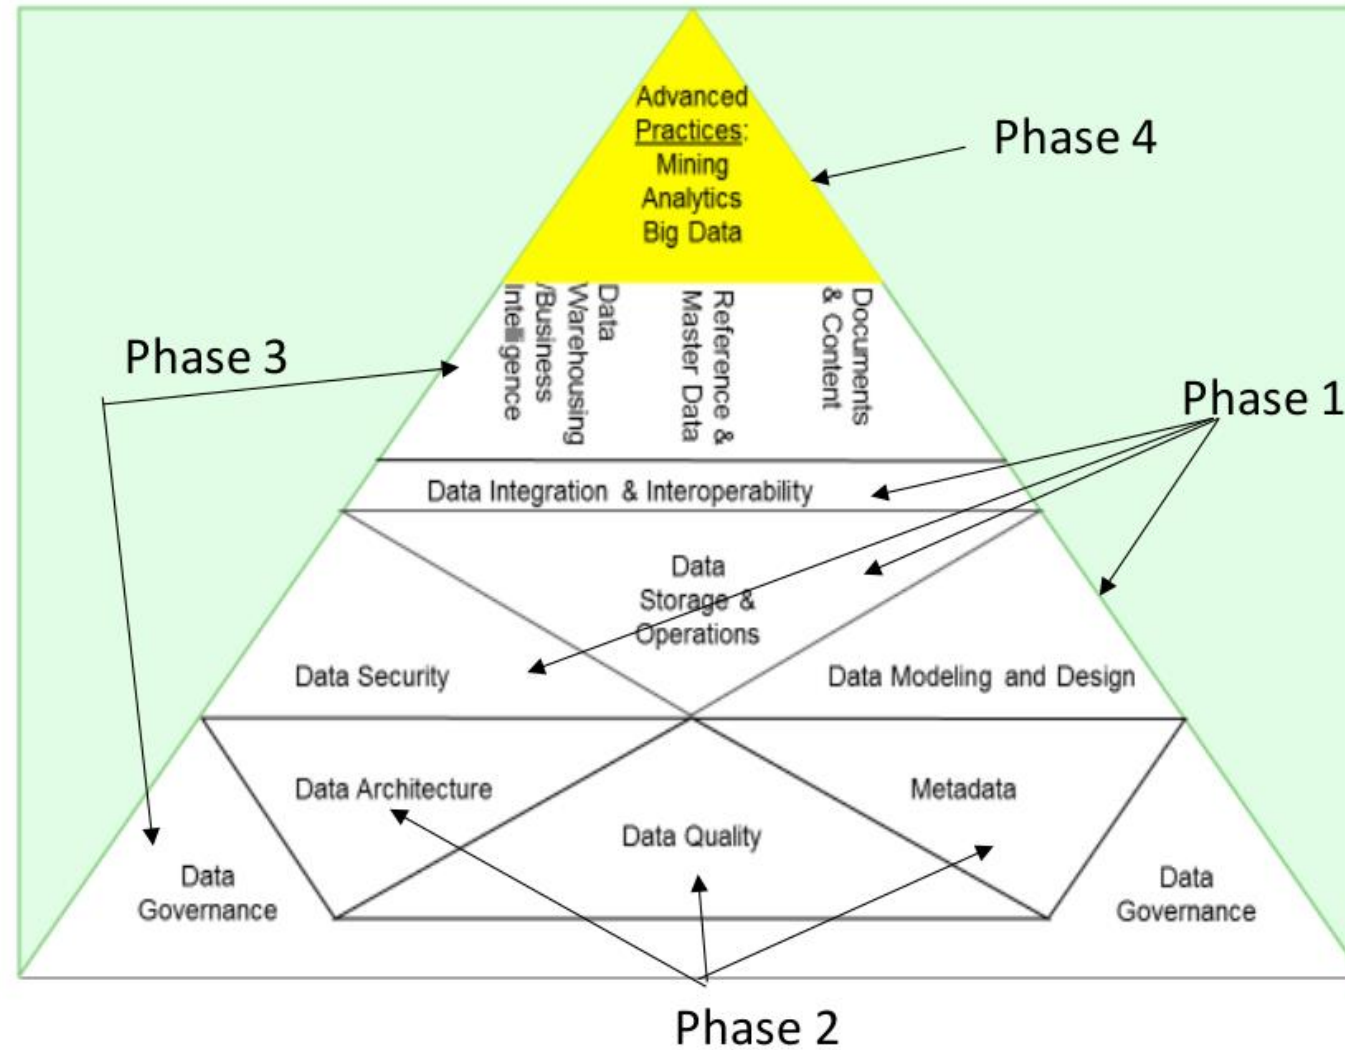 Advanced
Practices:
Mining
Analytics
Big Data
Phase 4
Phase 3
Data
Warehousing
/Business
Intelligence
Reference &
Master Data
Documents
& Content
Phase 1
Data Integration & Interoperability
Data
Storage &
Operations
Data Security
Data Modeling and Design
Data Architecture
Metadata
Data Quality
Data
Governance
Data
Governance
Phase 2